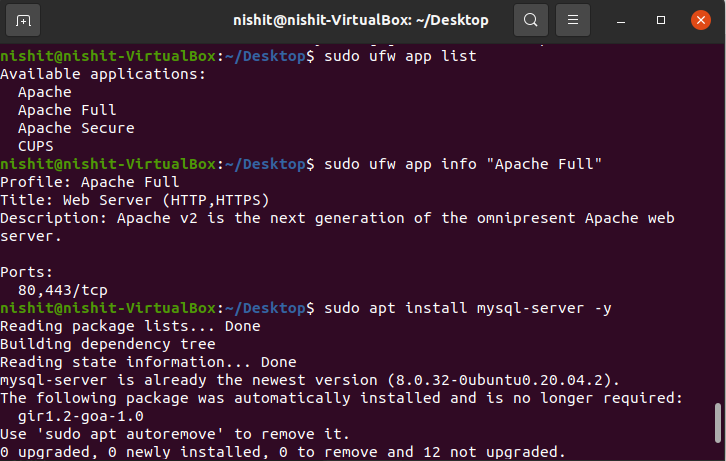 nishit@nishit-VirtualBox: ~/Desktop
nishit@nishit-VirtualBox:~/Desktop$ sudo ufw app list
Available applications:
  Apache
  Apache Full
  Apache Secure
  CUPS
nishit@nishit-VirtualBox:~/Desktop$ sudo ufw app info "Apache Full"
Profile: Apache Full
Title: Web Server (HTTP,HTTPS)
Description: Apache v2 is the next generation of the omnipresent Apache web
server.

Ports:
  80,443/tcp
nishit@nishit-VirtualBox:~/Desktop$ sudo apt install mysql-server -y
Reading package lists... Done
Building dependency tree
Reading state information... Done
mysql-server is already the newest version (8.0.32-0ubuntu0.20.04.2).
The following package was automatically installed and is no longer required:
  gir1.2-goa-1.0
Use 'sudo apt autoremove' to remove it.
0 upgraded, 0 newly installed, 0 to remove and 12 not upgraded.